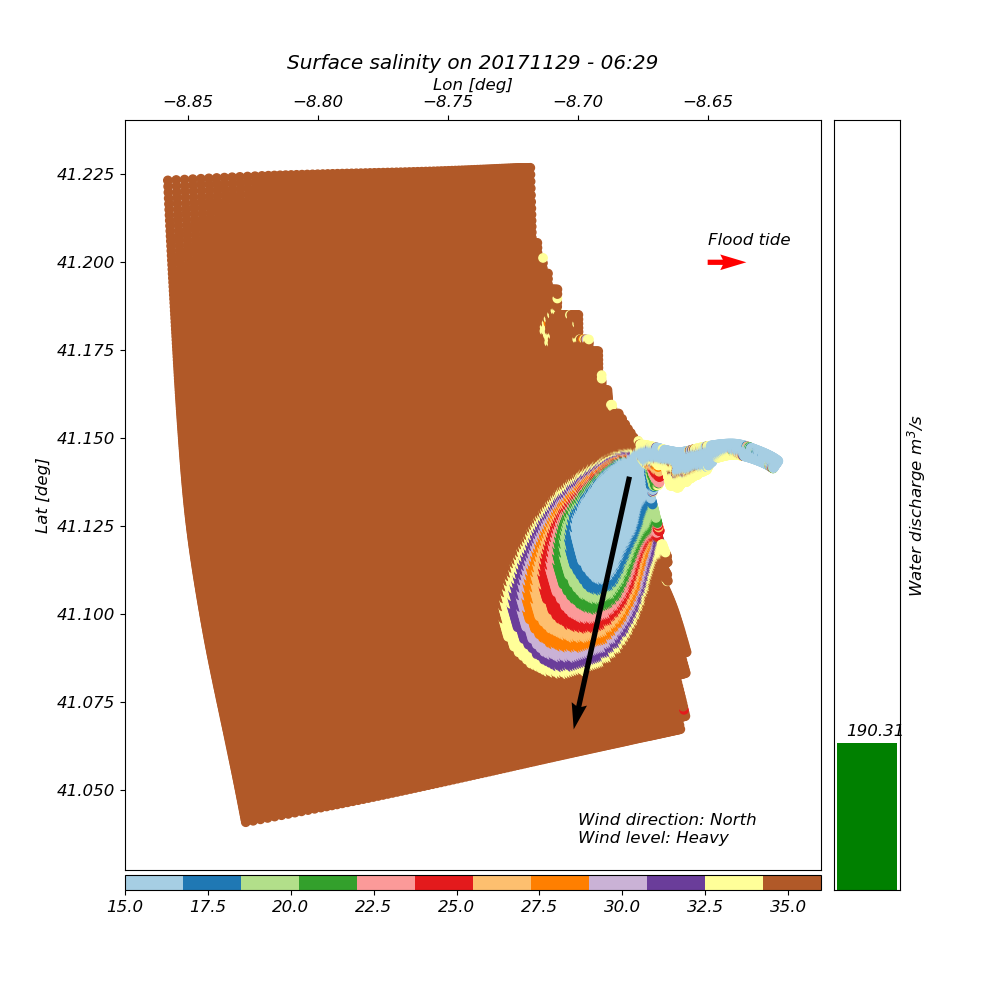 Surface salinity on 20171129 - 06:29
Lon [deg]
−8.85 −8.80 −8.75 −8.70 −8.65
41.225
41.200
41.175
41.150
41.125
41.100
41.075
41.050
Lat [deg]
Flood tide
Wind direction: North
Wind level: Heavy
190.31
Water discharge m³/s
15.0 17.5 20.0 22.5 25.0 27.5 30.0 32.5 35.0